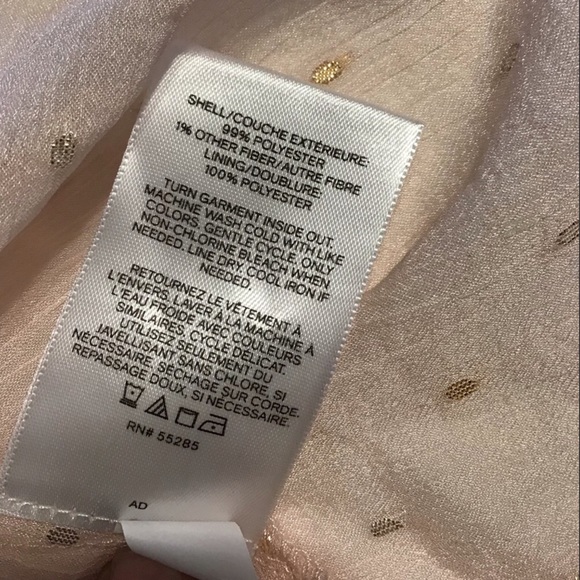 SHELL/COUCHE EXTÉRIEURE:
99% POLYESTER
1% OTHER FIBER/AUTRE FIBRE
LINING/DOUBLURE:
100% POLYESTER
TURN GARMENT INSIDE OUT.
MACHINE WASH COLD WITH LIKE
COLORS. GENTLE CYCLE. ONLY
NON-CHLORINE BLEACH WHEN
NEEDED. LINE DRY. COOL IRON IF
NEEDED.
RETOURNEZ LE VÊTEMENT À
L'ENVERS, LAVER À LA MACHINE À
L'EAU FROIDE AVEC COULEURS
SIMILAIRES, CYCLE DÉLICAT.
UTILISEZ SEULEMENT DU
JAVELLISANT SANS CHLORE, SI
NÉCESSAIRE, SÉCHAGE SUR CORDE.
REPASSAGE DOUX, SI NÉCESSAIRE.
RN# 55285
AD